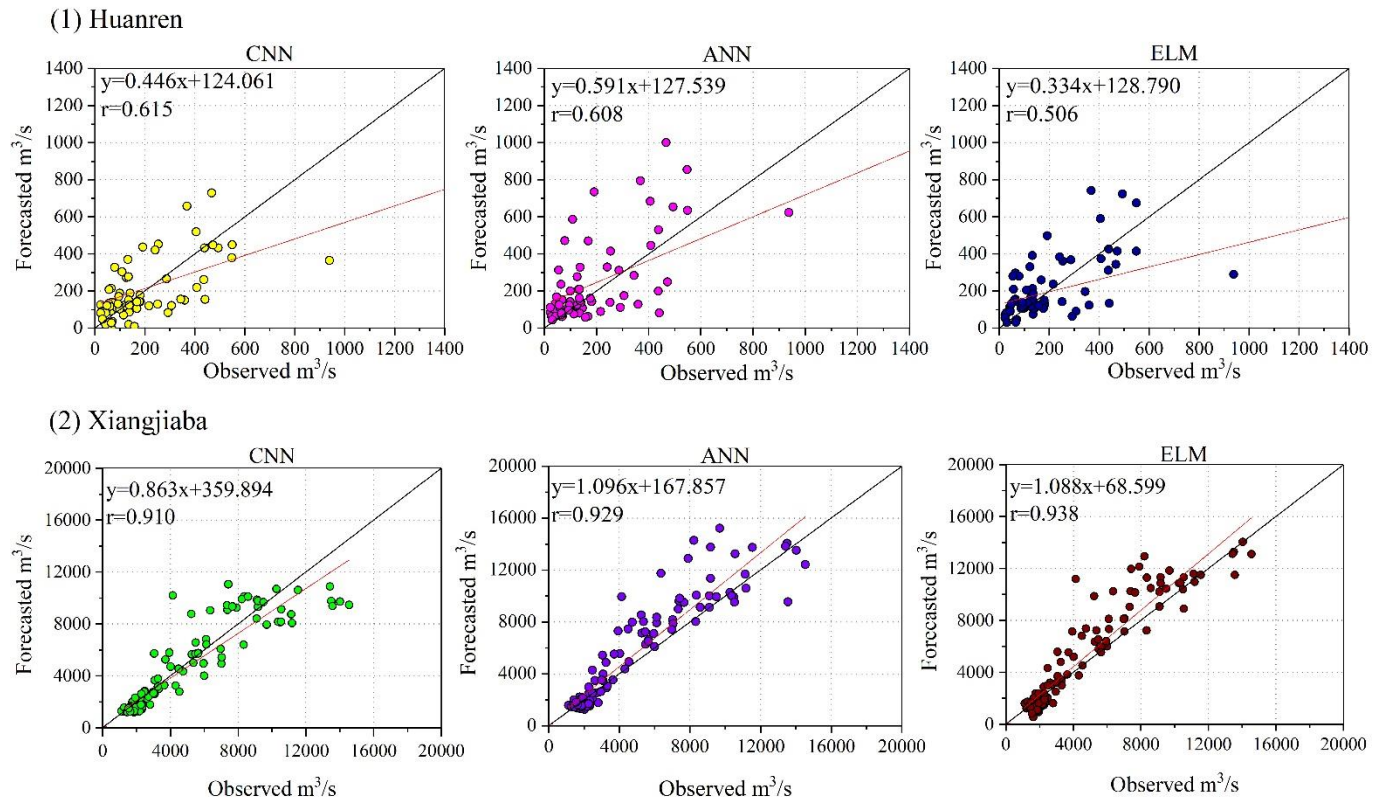 (1) Huanren
CNN
y=0.446x+124.061
r=0.615
1400
1200
1000
800
600
400
200
0
Forecasted m³/s
0 200 400 600 800 1000 1200 1400
Observed m³/s
ANN
y=0.591x+127.539
r=0.608
1400
1200
1000
800
600
400
200
0
Forecasted m³/s
0 200 400 600 800 1000 1200 1400
Observed m³/s
ELM
y=0.334x+128.790
r=0.506
1400
1200
1000
800
600
400
200
0
Forecasted m³/s
0 200 400 600 800 1000 1200 1400
Observed m³/s
(2) Xiangjiaba
CNN
y=0.863x+359.894
r=0.910
20000
16000
12000
8000
4000
0
Forecasted m³/s
0 4000 8000 12000 16000 20000
Observed m³/s
ANN
y=1.096x+167.857
r=0.929
20000
16000
12000
8000
4000
0
Forecasted m³/s
0 4000 8000 12000 16000 20000
Observed m³/s
ELM
y=1.088x+68.599
r=0.938
20000
16000
12000
8000
4000
0
Forecasted m³/s
0 4000 8000 12000 16000 20000
Observed m³/s